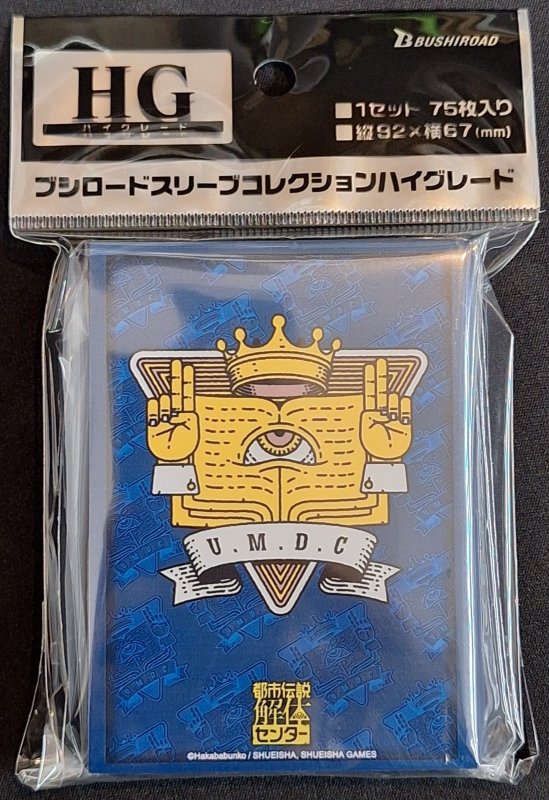 HG
ハイグレード
BUSHIROAD
■1セット 75枚入り
■縦92×横67(mm)
ブシロードスリーブコレクションハイグレード
U.M.D.C
都市伝説
解体
センター
©Hakababunko / SHUEISHA, SHUEISHA GAMES